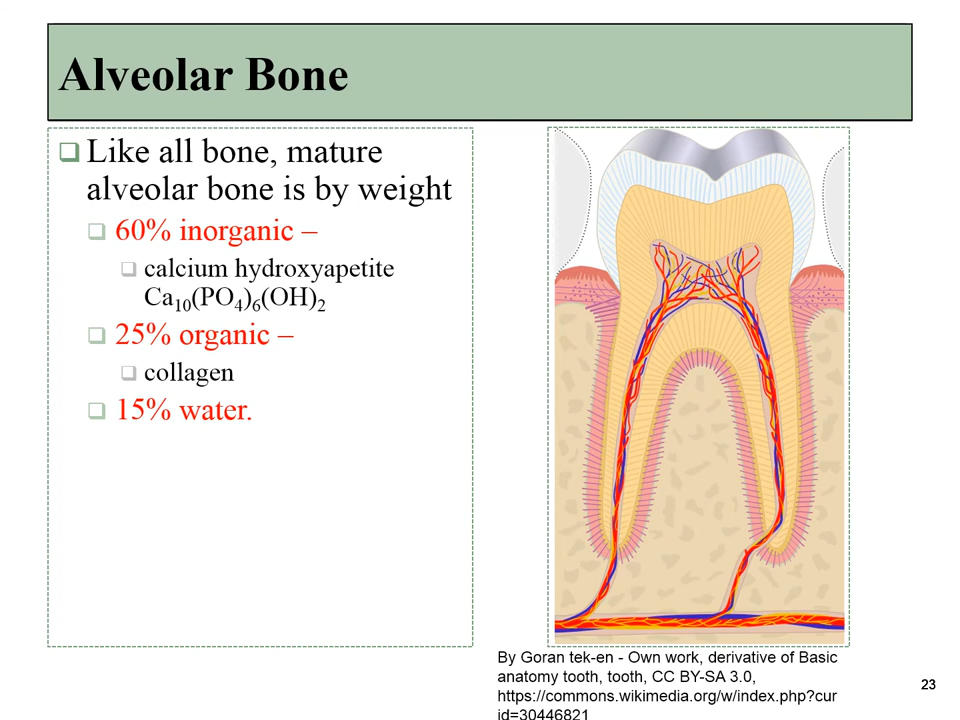 Alveolar Bone
Like all bone, mature
alveolar bone is by weight
60% inorganic –
calcium hydroxyapetite
Ca₁₀(PO₄)₆(OH)₂
25% organic –
collagen
15% water.
By Goran tek-en - Own work, derivative of Basic
anatomy tooth, tooth, CC BY-SA 3.0,
https://commons.wikimedia.org/w/index.php?cur
id=30446821
23